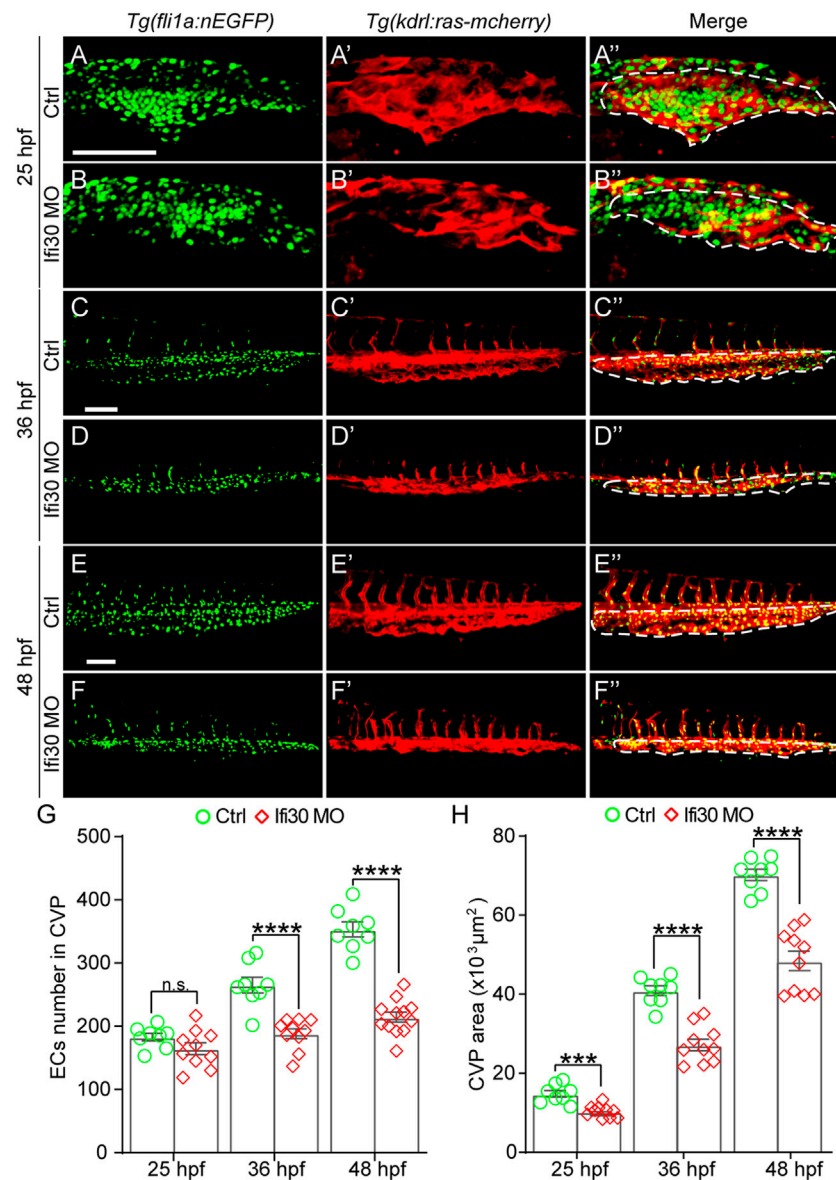 Tg(fli1a:nEGFP) Tg(kdrl:ras-mcherry) Merge
25 hpf
Ctrl
A A' A''
Ifi30 MO
B B' B''
36 hpf
Ctrl
C C' C''
Ifi30 MO
D D' D''
48 hpf
Ctrl
E E' E''
Ifi30 MO
F F' F''
G
Ctrl Ifi30 MO
ECs number in CVP
500
400
300
200
100
0
n.s.
****
****
25 hpf 36 hpf 48 hpf
H
Ctrl Ifi30 MO
CVP area (x10³μm²)
80
60
40
20
0
***
****
****
25 hpf 36 hpf 48 hpf